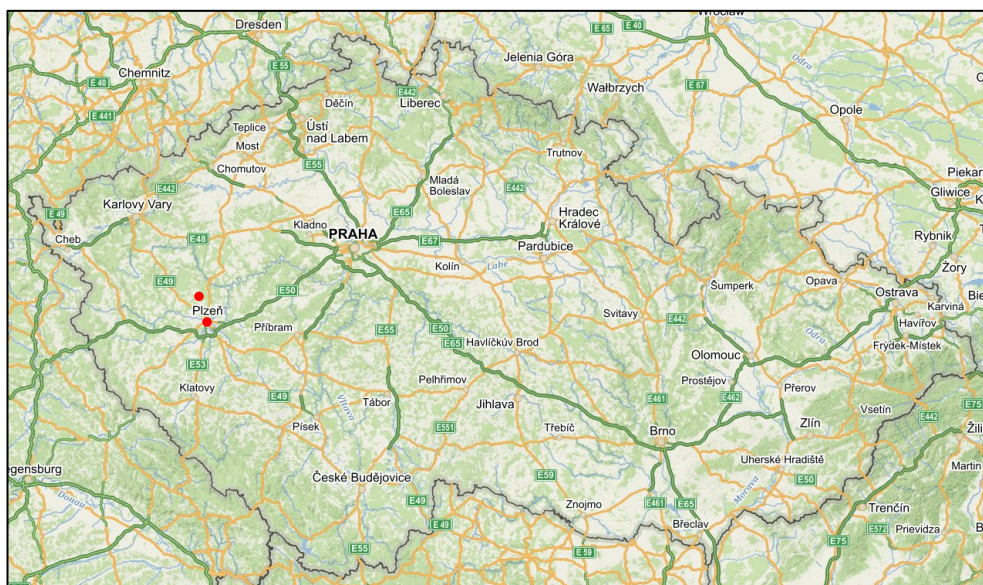 Wrocław
E 40
Dresden
E 65
Jelenia Góra
Odra
E 55
Chemnitz
E 40
E442
Liberec
Děčín
Wałbrzych
E 67
E 441
Opole
Ústí
nad Labem
Teplice
Most
Chomutov
E55
Trutnov
Piekar
Gliwice
E442
Mladá
Boleslav
E442
Karlovy Vary
E 49
Kladno
E65
Hradec
Králové
PRAHA
Rybnik
Cheb
E48
E67
Pardubice
Żory
Kolín
Labe
E49
E50
Šumperk
Opava
Ostrava
Bie
Plzeň
Karviná
Svitavy
E442
Havířov
Příbram
E55
E50
E65
Havlíčkův Brod
Odra
Frýdek-Místek
Olomouc
E53
Pelhřimov
Prostějov
Přerov
Klatovy
E49
Vltava
Tábor
Jihlava
E461
E462
E75
Vsetín
E442
Písek
E551
Třebíč
Brno
Zlín
Žili
Uherské Hradiště
Martin
egensburg
České Budějovice
E59
E50
Donau
E49
Znojmo
E461
E65
Morava
Trenčín
E 49
Břeclav
E572
Prievidza
E75
E55
E 59